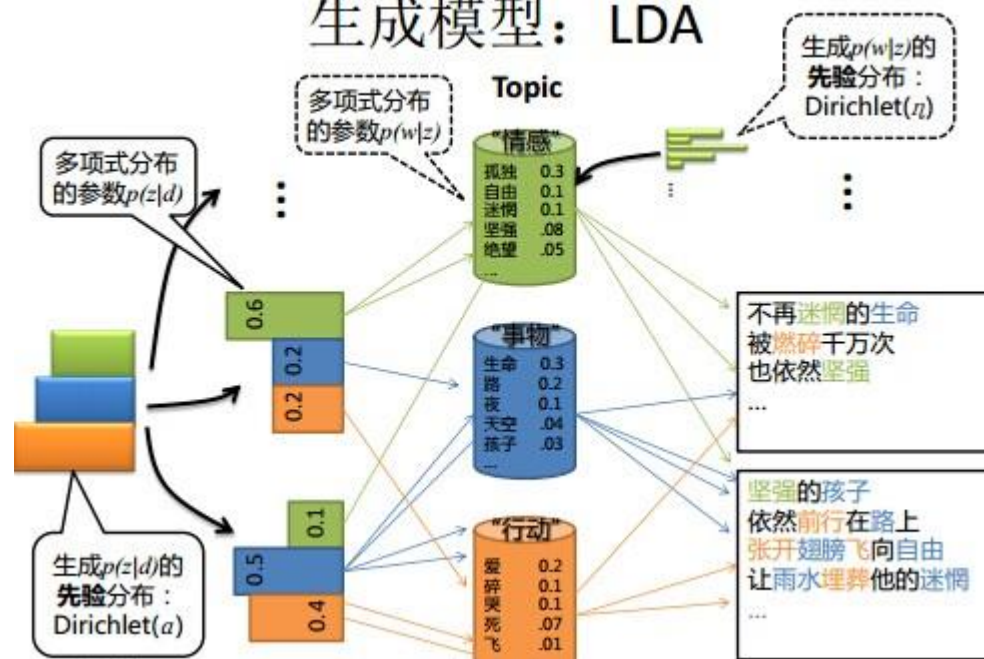 生成模型：LDA
生成p(w|z)的
先验分布：
Dirichlet(η)
多项式分布
的参数p(w|z)
Topic
多项式分布
的参数p(z|d)
...
"情感"
孤独 0.3
自由 0.1
迷惘 0.1
坚强 .08
绝望 .05
...
...
...
0.6
0.2
0.2
"事物"
生命 0.3
路 0.2
夜 0.1
天空 .04
孩子 .03
...
不再迷惘的生命
被燃碎千万次
也依然坚强
...
0.1
0.5
0.4
"行动"
爱 0.2
碎 0.1
哭 0.1
死 .07
飞 .01
坚强的孩子
依然前行在路上
张开翅膀飞向自由
让雨水埋葬他的迷惘
...
生成p(z|d)的
先验分布：
Dirichlet(a)